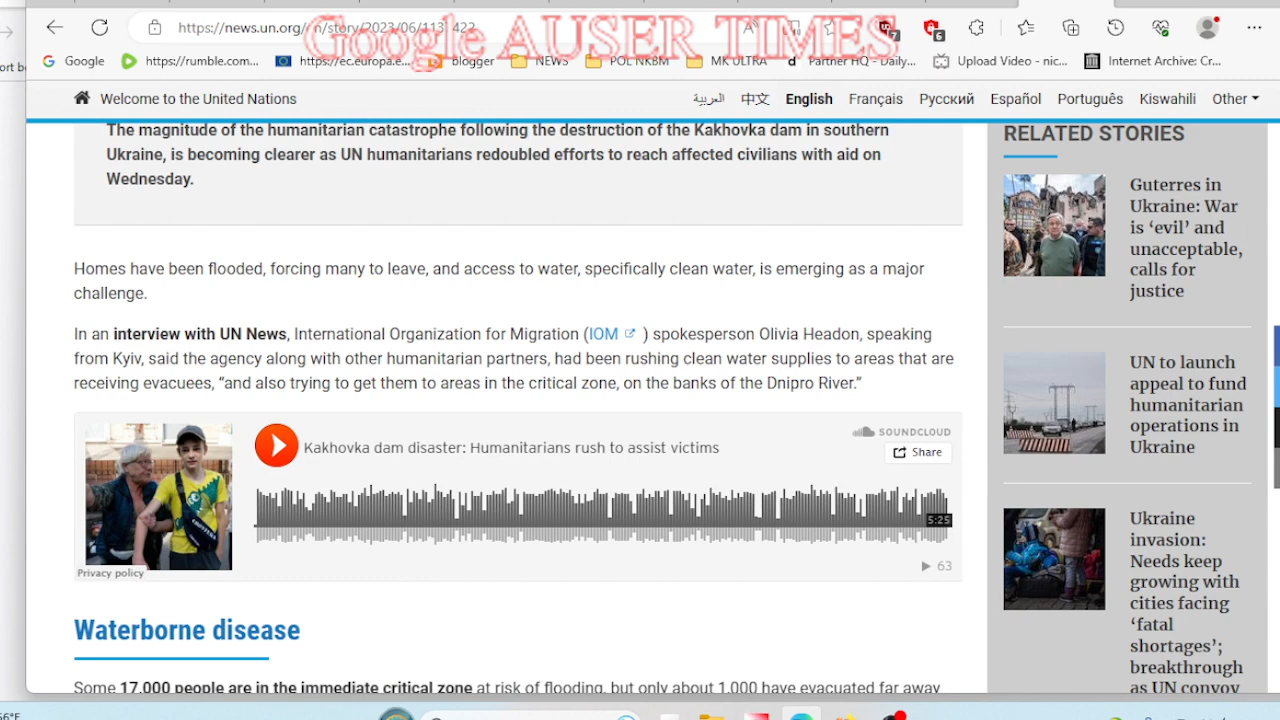 https://news.un.org/en/story/2023/06/113 422
Google AUSER TIMES
7
6
ort b
Google
https://rumble.com...
https://ec.europa.e...
blogger
NEWS
POL NK8M
MK ULTRA
d
Partner HQ - Daily...
Upload Video - nic...
Internet Archive: Cr...
Welcome to the United Nations
العربية
中文
English
Français
Русский
Español
Português
Kiswahili
Other
The magnitude of the humanitarian catastrophe following the destruction of the Kakhovka dam in southern
Ukraine, is becoming clearer as UN humanitarians redoubled efforts to reach affected civilians with aid on
Wednesday.
Homes have been flooded, forcing many to leave, and access to water, specifically clean water, is emerging as a major
challenge.
In an interview with UN News, International Organization for Migration (IOM ) spokesperson Olivia Headon, speaking
from Kyiv, said the agency along with other humanitarian partners, had been rushing clean water supplies to areas that are
receiving evacuees, “and also trying to get them to areas in the critical zone, on the banks of the Dnipro River.”
SOUNDCLOUD
Kakhovka dam disaster: Humanitarians rush to assist victims
Share
5:25
Privacy policy
63
Waterborne disease
Some 17,000 people are in the immediate critical zone at risk of flooding, but only about 1,000 have evacuated far away
RELATED STORIES
Guterres in
Ukraine: War
is ‘evil’ and
unacceptable,
calls for
justice
UN to launch
appeal to fund
humanitarian
operations in
Ukraine
Ukraine
invasion:
Needs keep
growing with
cities facing
‘fatal
shortages’;
breakthrough
as UN convoy
56°F